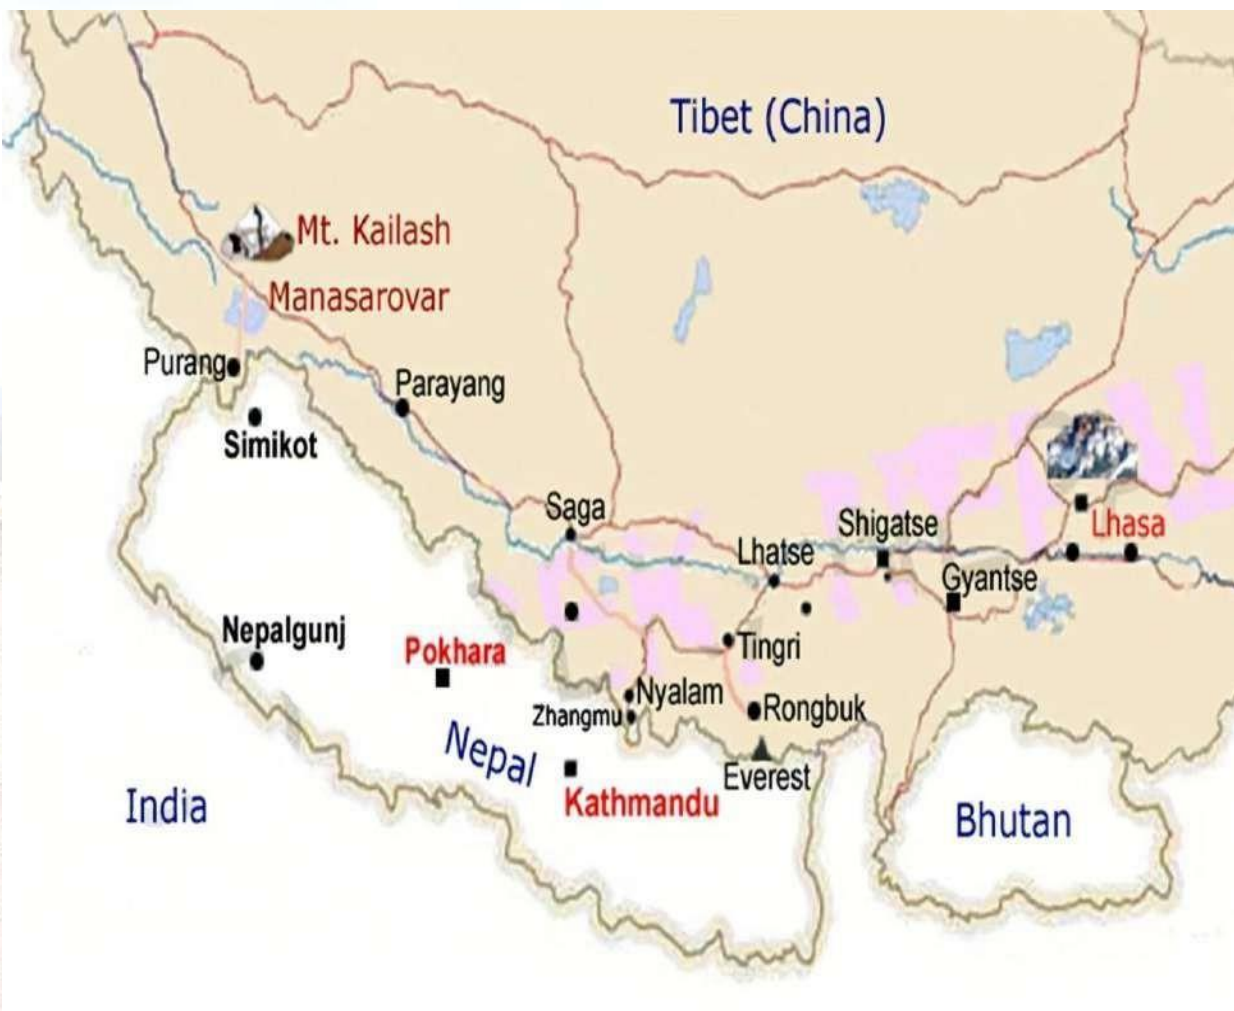 Tibet (China)
Mt. Kailash
Manasarovar
Purang
Parayang
Simikot
Saga
Shigatse
Lhasa
Lhatse
Gyantse
Nepalgunj
Pokhara
Tingri
Nyalam
Zhangmu
Rongbuk
Nepal
Everest
India
Kathmandu
Bhutan